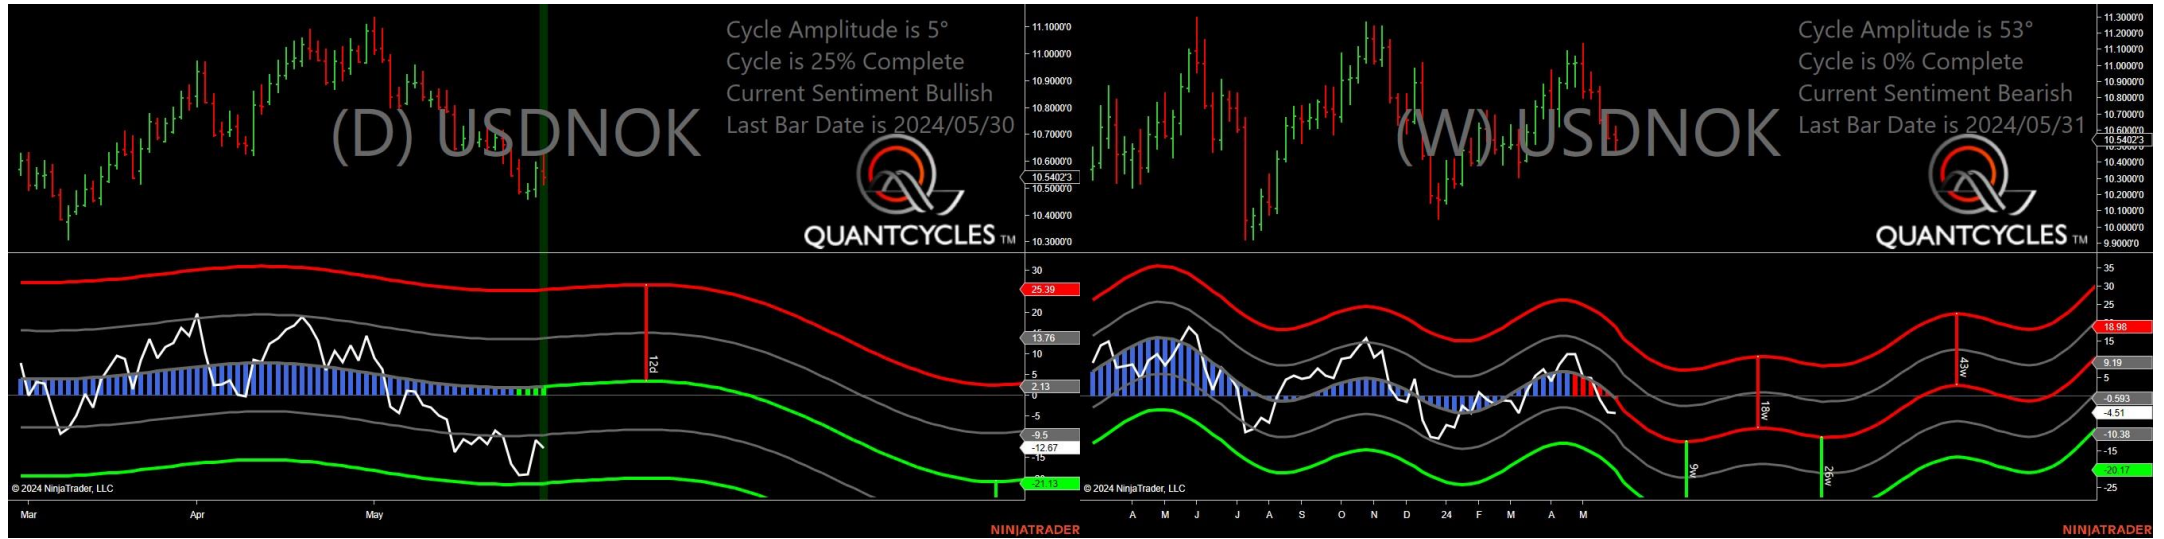 Cycle Amplitude is 5°
Cycle is 25% Complete
Current Sentiment Bullish
Last Bar Date is 2024/05/30
(D) USDNOK
QUANTCYCLES TM
11.1000'0
11.0000'0
10.9000'0
10.8000'0
10.7000'0
10.6000'0
10.5402'3
10.5000'0
10.4000'0
10.3000'0
30
25.39
20
13.76
10
5
2.13
0
-5
-9.5
-12.67
-15
-21.13
12d
© 2024 NinjaTrader, LLC
Mar Apr May
NINJATRADER
Cycle Amplitude is 53°
Cycle is 0% Complete
Current Sentiment Bearish
Last Bar Date is 2024/05/31
(W) USDNOK
QUANTCYCLES TM
11.3000'0
11.2000'0
11.1000'0
11.0000'0
10.9000'0
10.8000'0
10.7000'0
10.6000'0
10.5402'3
10.4000'0
10.3000'0
10.2000'0
10.1000'0
10.0000'0
9.9000'0
35
30
25
18.98
15
9.19
5
-0.593
-4.51
-10.38
-15
-20.17
-25
9w
18w
26w
43w
© 2024 NinjaTrader, LLC
A M J J A S O N D 24 F M A M
NINJATRADER